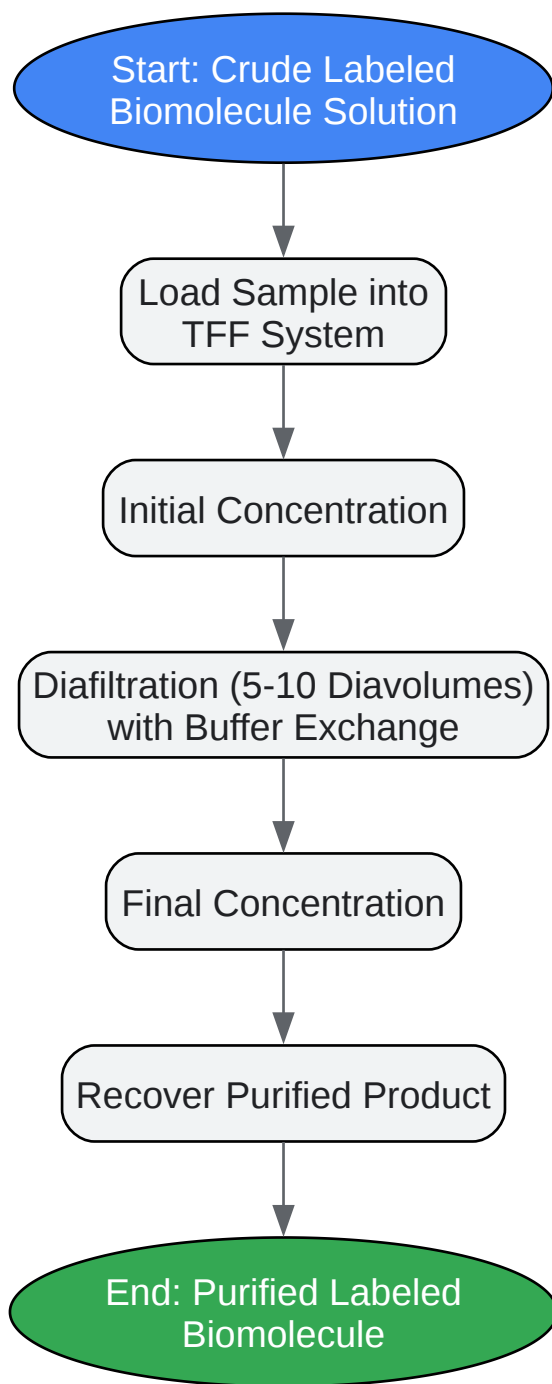 Start: Crude Labeled
Biomolecule Solution
Load Sample into
TFF System
Initial Concentration
Diafiltration (5-10 Diavolumes)
with Buffer Exchange
Final Concentration
Recover Purified Product
End: Purified Labeled
Biomolecule